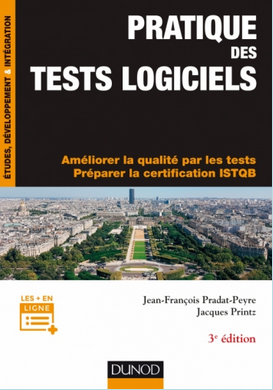 ÉTUDES, DÉVELOPPEMENT & INTÉGRATION
PRATIQUE
DES
TESTS LOGICIELS
Améliorer la qualité par les tests
Préparer la certification ISTQB
Jean-François Pradat-Peyre
Jacques Printz
LES + EN
LIGNE
3e édition
DUNOD